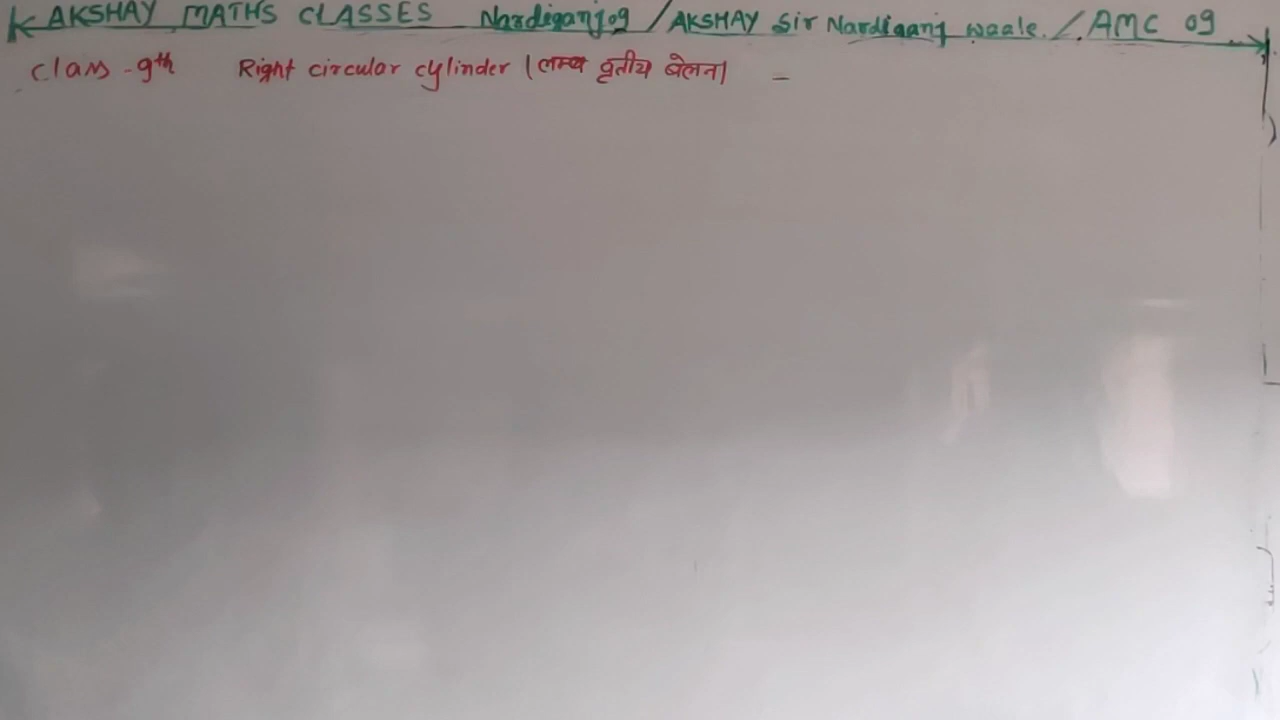 AKSHAY MATHS CLASSES Nardiganj09 / AKSHAY Sir Nardiganj waale / AMC 09
Class - 9th Right circular cylinder (लम्ब वृतीय बेलन) -